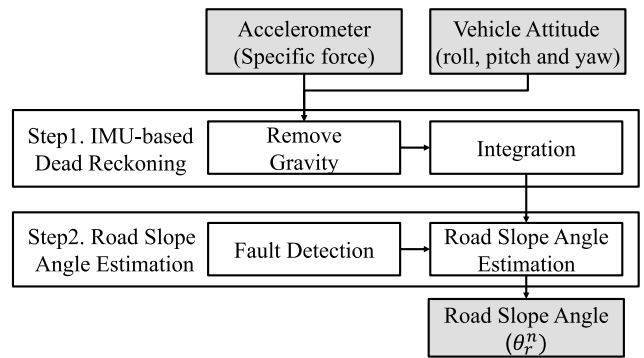 Accelerometer
(Specific force)
Vehicle Attitude
(roll, pitch and yaw)
Step1. IMU-based
Dead Reckoning
Remove
Gravity
Integration
Step2. Road Slope
Angle Estimation
Fault Detection
Road Slope Angle
Estimation
Road Slope Angle
(θᵣⁿ)